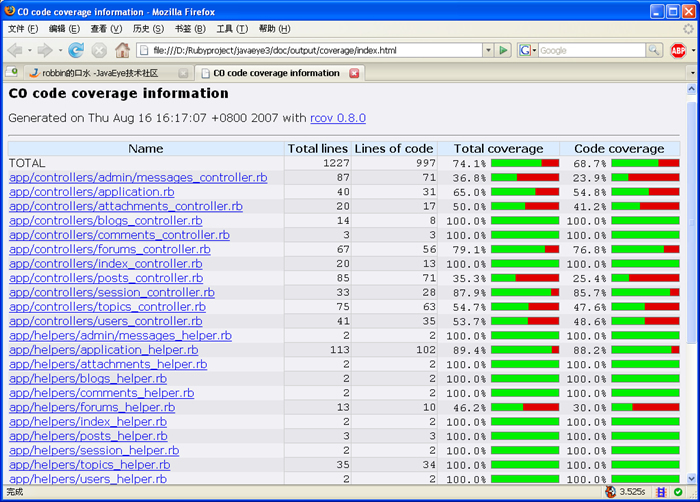 CO code coverage information - Mozilla Firefox
文件 (F) 编辑 (E) 查看 (V) 历史 (S) 书签 (B) 工具 (T) 帮助 (H)
file:///D:/Rubyproject/javaeye3/doc/output/coverage/index.html
Google
ABP
robbin的口水 -JavaEye技术社区
CO code coverage information
CO code coverage information
Generated on Thu Aug 16 16:17:07 +0800 2007 with rcov 0.8.0
Name Total lines Lines of code Total coverage Code coverage
TOTAL 1227 997 74.1% 68.7%
app/controllers/admin/messages_controller.rb 87 71 36.8% 23.9%
app/controllers/application.rb 40 31 65.0% 54.8%
app/controllers/attachments_controller.rb 20 17 50.0% 41.2%
app/controllers/blogs_controller.rb 14 8 100.0% 100.0%
app/controllers/comments_controller.rb 3 3 100.0% 100.0%
app/controllers/forums_controller.rb 67 56 79.1% 76.8%
app/controllers/index_controller.rb 20 13 100.0% 100.0%
app/controllers/posts_controller.rb 85 71 35.3% 25.4%
app/controllers/session_controller.rb 33 28 87.9% 85.7%
app/controllers/topics_controller.rb 75 63 54.7% 47.6%
app/controllers/users_controller.rb 41 35 53.7% 48.6%
app/helpers/admin/messages_helper.rb 2 2 100.0% 100.0%
app/helpers/application_helper.rb 113 102 89.4% 88.2%
app/helpers/attachments_helper.rb 2 2 100.0% 100.0%
app/helpers/blogs_helper.rb 2 2 100.0% 100.0%
app/helpers/comments_helper.rb 2 2 100.0% 100.0%
app/helpers/forums_helper.rb 13 10 46.2% 30.0%
app/helpers/index_helper.rb 2 2 100.0% 100.0%
app/helpers/posts_helper.rb 3 3 100.0% 100.0%
app/helpers/session_helper.rb 2 2 100.0% 100.0%
app/helpers/topics_helper.rb 35 34 100.0% 100.0%
app/helpers/users_helper.rb 2 2 100.0% 100.0%
完成 3.525s